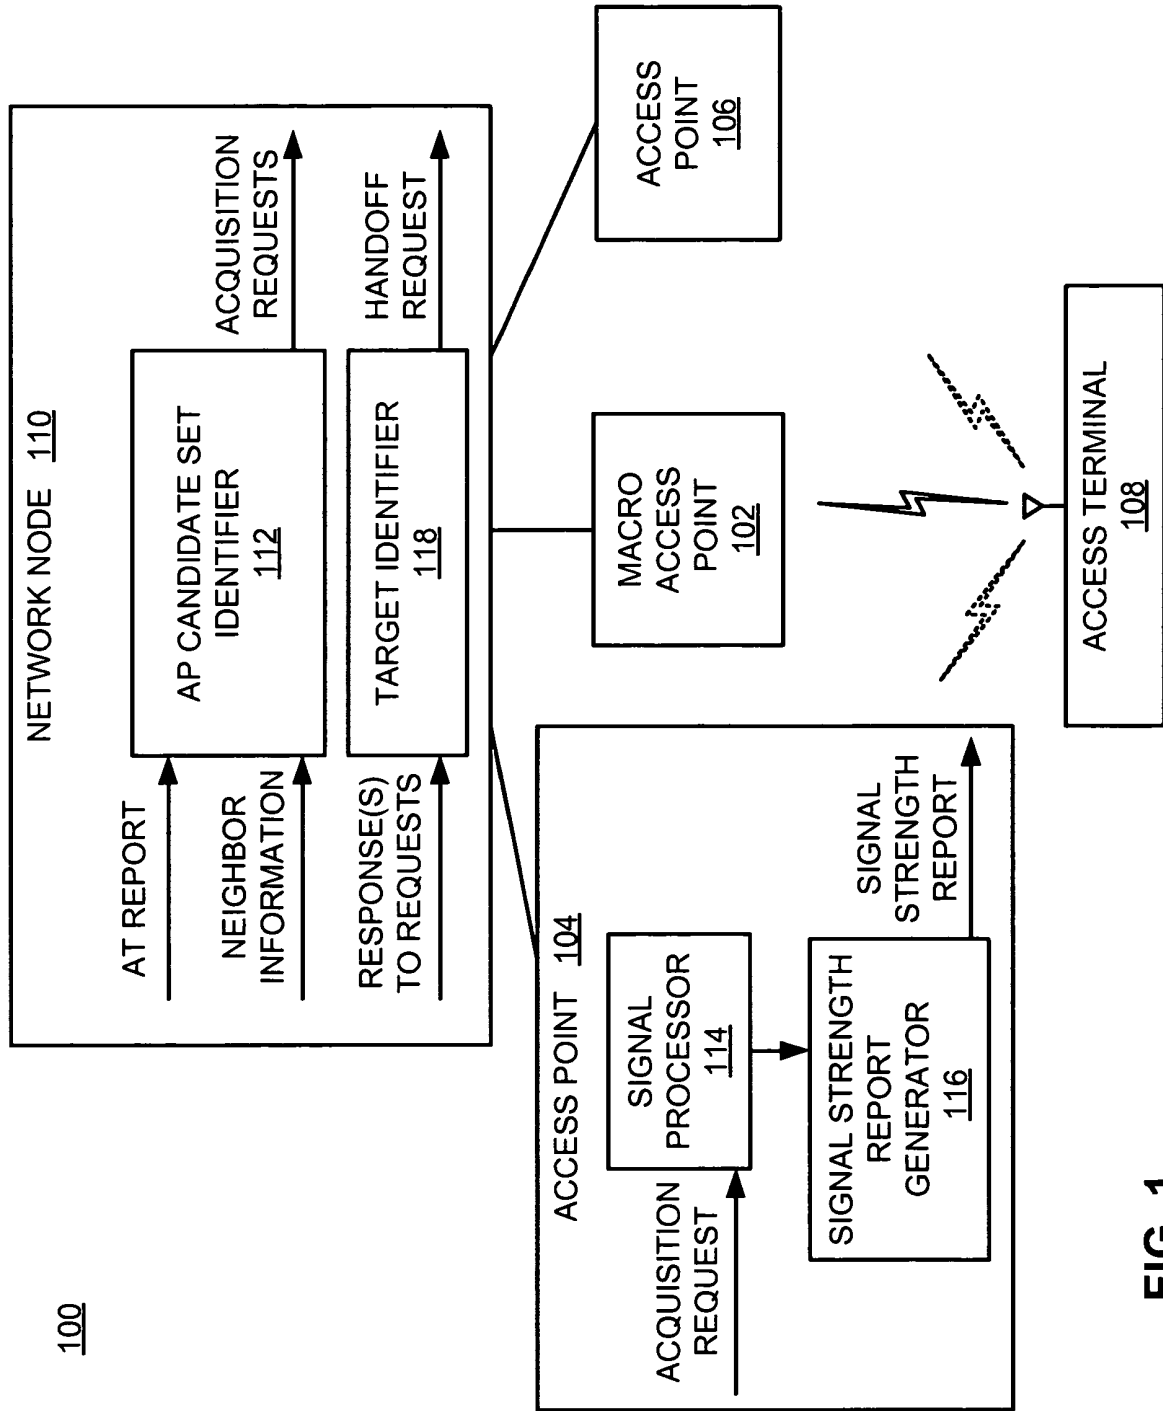 100
NETWORK NODE 110
AT REPORT
NEIGHBOR
INFORMATION
AP CANDIDATE SET
IDENTIFIER
112
ACQUISITION
REQUESTS
RESPONSE(S)
TO REQUESTS
TARGET IDENTIFIER
118
HANDOFF
REQUEST
ACCESS POINT 104
ACQUISITION
REQUEST
SIGNAL
PROCESSOR
114
SIGNAL STRENGTH
REPORT
GENERATOR
116
SIGNAL
STRENGTH
REPORT
MACRO
ACCESS
POINT
102
ACCESS
POINT
106
ACCESS TERMINAL
108
FIG. 1